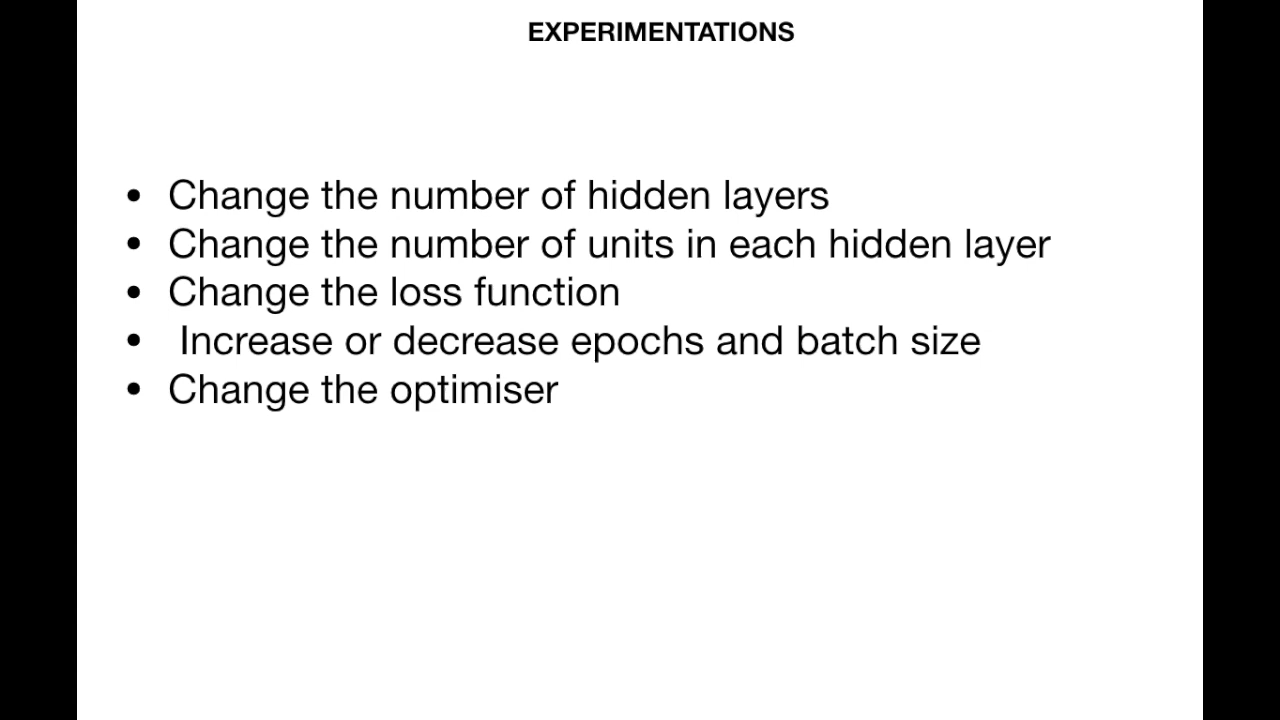 EXPERIMENTATIONS
• Change the number of hidden layers
• Change the number of units in each hidden layer
• Change the loss function
• Increase or decrease epochs and batch size
• Change the optimiser